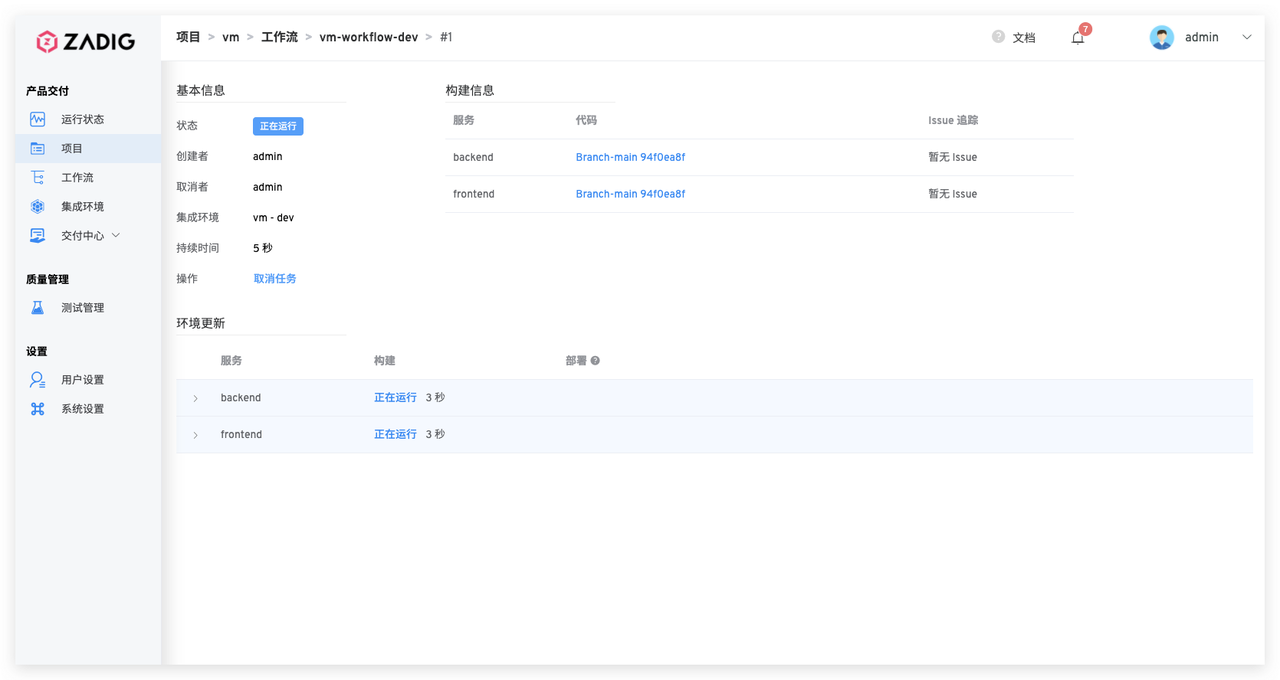 ZADIG
项目 > vm > 工作流 > vm-workflow-dev > #1
? 文档
7
admin
产品交付
运行状态
项目
工作流
集成环境
交付中心
质量管理
测试管理
设置
用户设置
系统设置
基本信息
状态 正在运行
创建者 admin
取消者 admin
集成环境 vm - dev
持续时间 5 秒
操作 取消任务
构建信息
服务 代码 Issue 追踪
backend Branch-main 94f0ea8f 暂无 Issue
frontend Branch-main 94f0ea8f 暂无 Issue
环境更新
服务 构建 部署 ?
> backend 正在运行 3 秒
> frontend 正在运行 3 秒